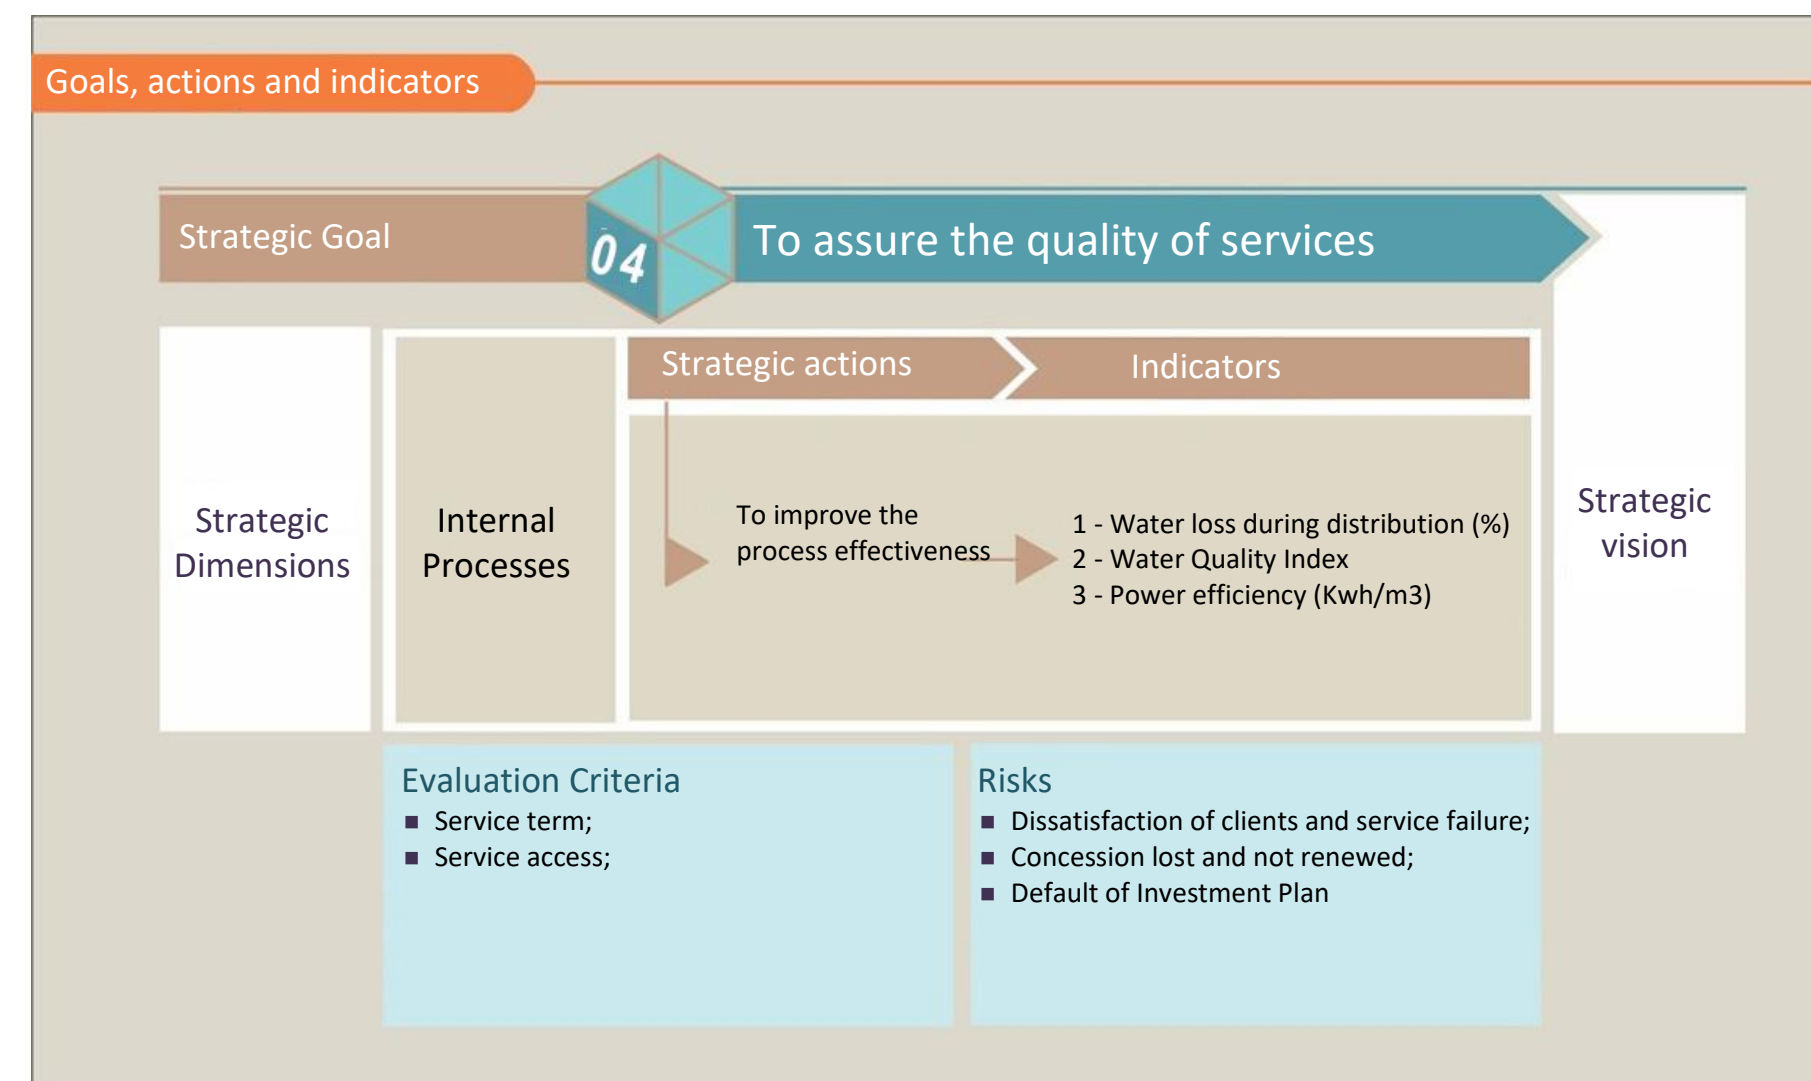 Goals, actions and indicators
Strategic Goal
04
To assure the quality of services
Strategic actions
Indicators
Strategic
Dimensions
Internal
Processes
To improve the
process effectiveness
1 - Water loss during distribution (%)
2 - Water Quality Index
3 - Power efficiency (Kwh/m3)
Strategic
vision
Evaluation Criteria
■ Service term;
■ Service access;
Risks
■ Dissatisfaction of clients and service failure;
■ Concession lost and not renewed;
■ Default of Investment Plan